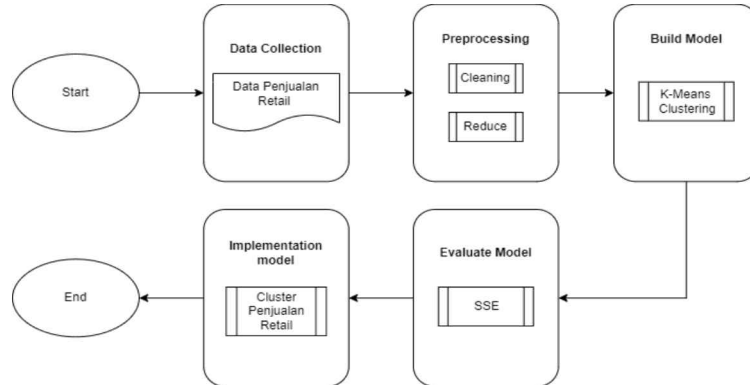 Start
Data Collection
Data Penjualan
Retail
Preprocessing
Cleaning
Reduce
Build Model
K-Means
Clustering
Implementation
model
Cluster
Penjualan
Retail
Evaluate Model
SSE
End